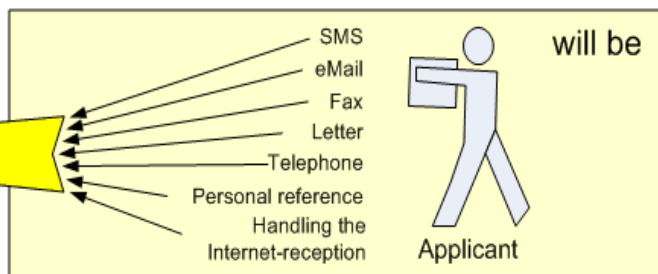 SMS
eMail
Fax
Letter
Telephone
Personal reference
Handling the
Internet-reception
Applicant
will be